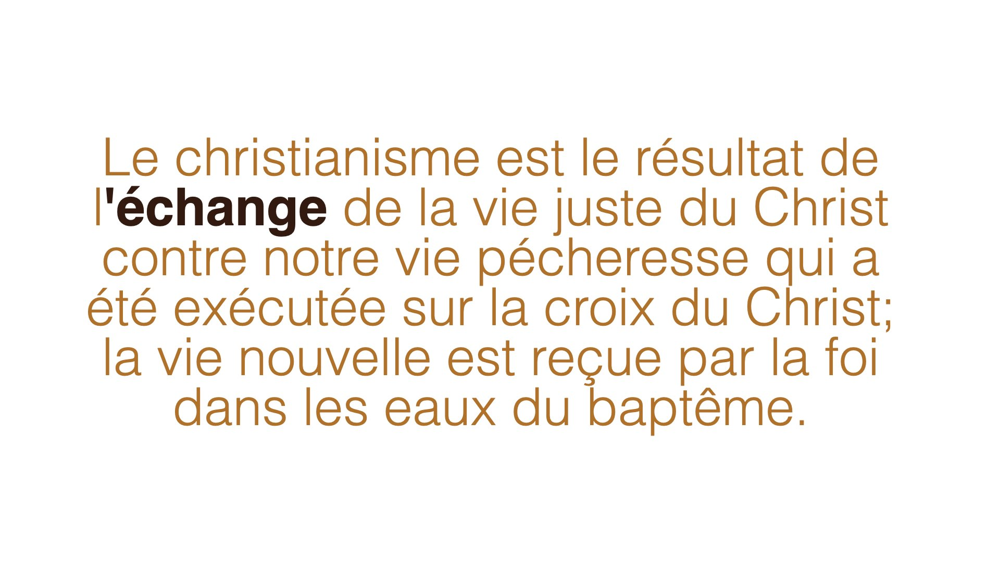 Le christianisme est le résultat de
l'échange de la vie juste du Christ
contre notre vie pécheresse qui a
été exécutée sur la croix du Christ;
la vie nouvelle est reçue par la foi
dans les eaux du baptême.